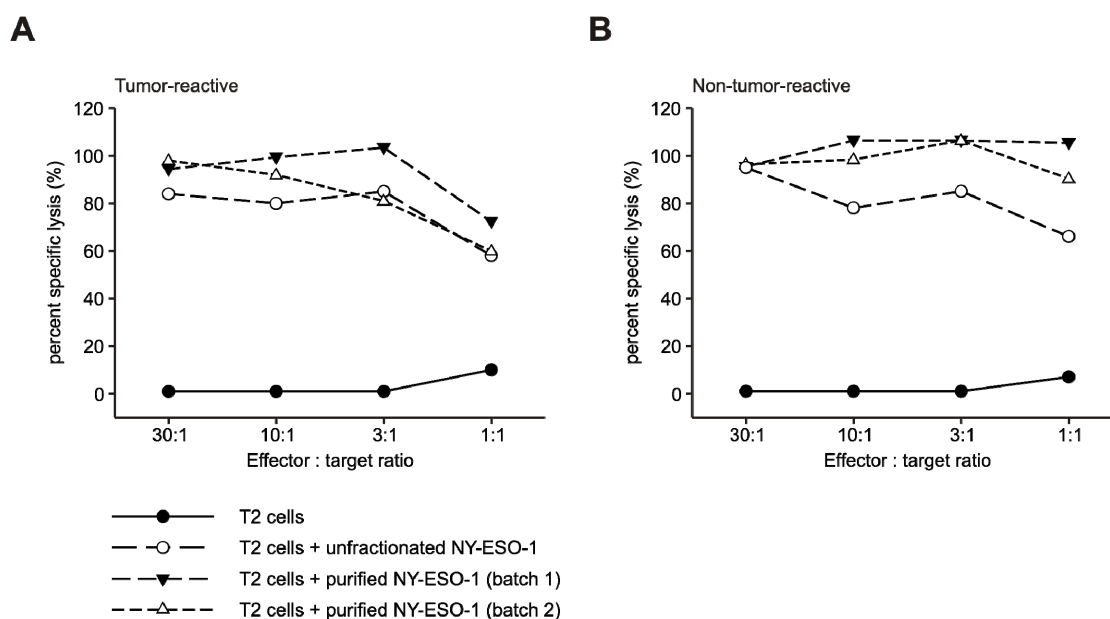 A
B
Tumor-reactive
Non-tumor-reactive
percent specific lysis (%)
120
100
80
60
40
20
0
30:1 10:1 3:1 1:1
Effector : target ratio
percent specific lysis (%)
120
100
80
60
40
20
0
30:1 10:1 3:1 1:1
Effector : target ratio
T2 cells
T2 cells + unfractionated NY-ESO-1
T2 cells + purified NY-ESO-1 (batch 1)
T2 cells + purified NY-ESO-1 (batch 2)